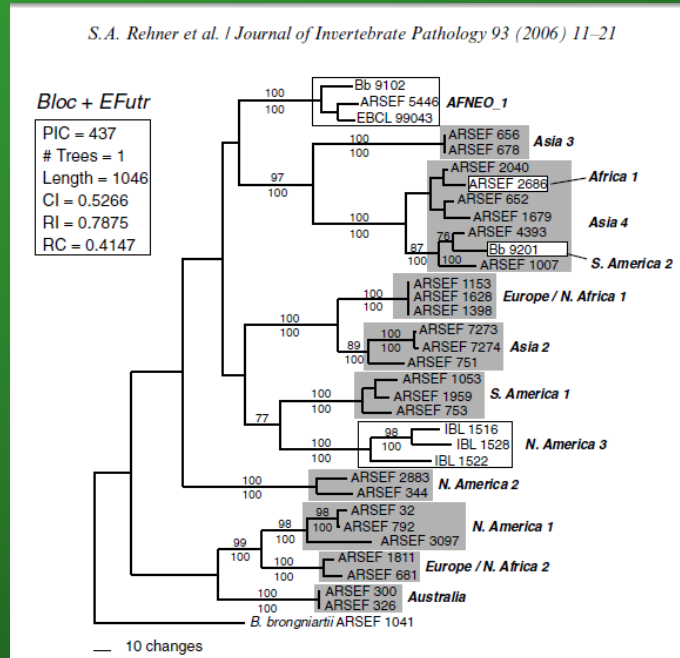 S.A. Rehner et al. / Journal of Invertebrate Pathology 93 (2006) 11–21
Bloc + EFutr
PIC = 437
# Trees = 1
Length = 1046
CI = 0.5266
RI = 0.7875
RC = 0.4147
100
100
Bb 9102
ARSEF 5446
EBCL 99043
AFNEO_1
97
100
100
100
ARSEF 656
ARSEF 678
Asia 3
100
100
ARSEF 2040
ARSEF 2686
Africa 1
ARSEF 652
ARSEF 1679
Asia 4
87
100
76
100
ARSEF 4393
Bb 9201
ARSEF 1007
S. America 2
100
100
100
100
ARSEF 1153
ARSEF 1628
ARSEF 1398
Europe / N. Africa 1
89
100
100
100
ARSEF 7273
ARSEF 7274
ARSEF 751
Asia 2
77
100
100
ARSEF 1053
ARSEF 1959
ARSEF 753
S. America 1
100
100
98
100
IBL 1516
IBL 1528
IBL 1522
N. America 3
100
100
ARSEF 2883
ARSEF 344
N. America 2
99
100
98
100
98
100
ARSEF 32
ARSEF 792
ARSEF 3097
N. America 1
100
100
ARSEF 1811
ARSEF 681
Europe / N. Africa 2
100
100
ARSEF 300
ARSEF 326
Australia
B. brongniartii ARSEF 1041
10 changes